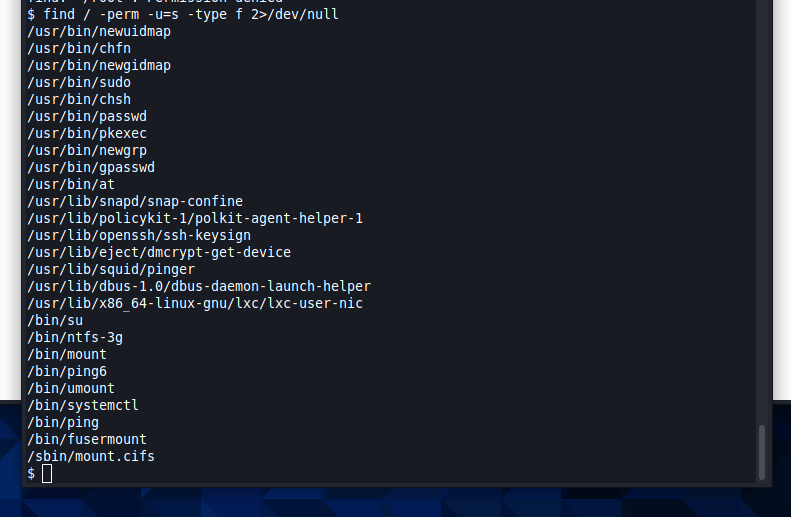 $ find / -perm -u=s -type f 2>/dev/null
/usr/bin/newuidmap
/usr/bin/chfn
/usr/bin/newgidmap
/usr/bin/sudo
/usr/bin/chsh
/usr/bin/passwd
/usr/bin/pkexec
/usr/bin/newgrp
/usr/bin/gpasswd
/usr/bin/at
/usr/lib/snapd/snap-confine
/usr/lib/policykit-1/polkit-agent-helper-1
/usr/lib/openssh/ssh-keysign
/usr/lib/eject/dmcrypt-get-device
/usr/lib/squid/pinger
/usr/lib/dbus-1.0/dbus-daemon-launch-helper
/usr/lib/x86_64-linux-gnu/lxc/lxc-user-nic
/bin/su
/bin/ntfs-3g
/bin/mount
/bin/ping6
/bin/umount
/bin/systemctl
/bin/ping
/bin/fusermount
/sbin/mount.cifs
$